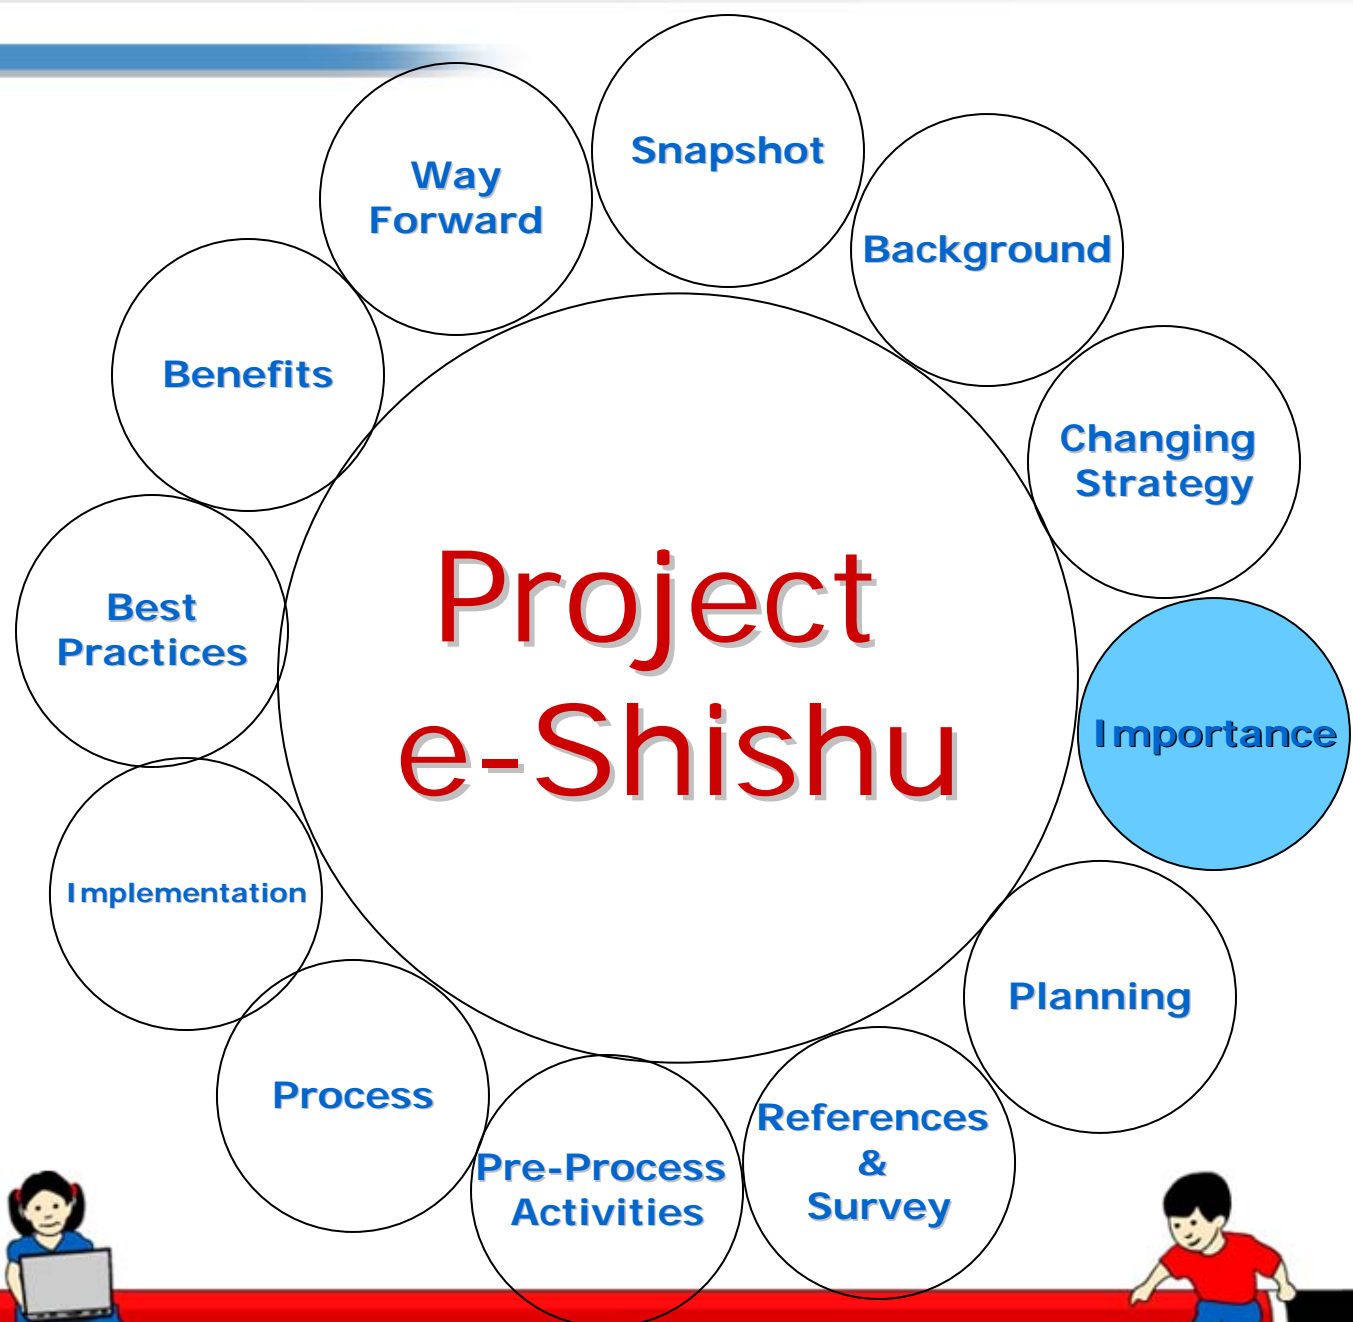 Snapshot
Background
Changing
Strategy
Importance
Planning
References
&
Survey
Pre-Process
Activities
Process
Implementation
Best
Practices
Benefits
Way
Forward
Project
e-Shishu